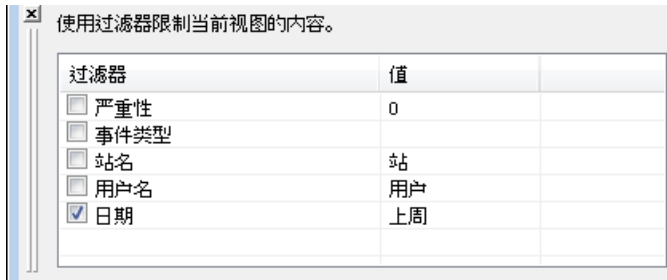 使用过滤器限制当前视图的内容。
过滤器 值
严重性 0
事件类型
站名 站
用户名 用户
日期 上周